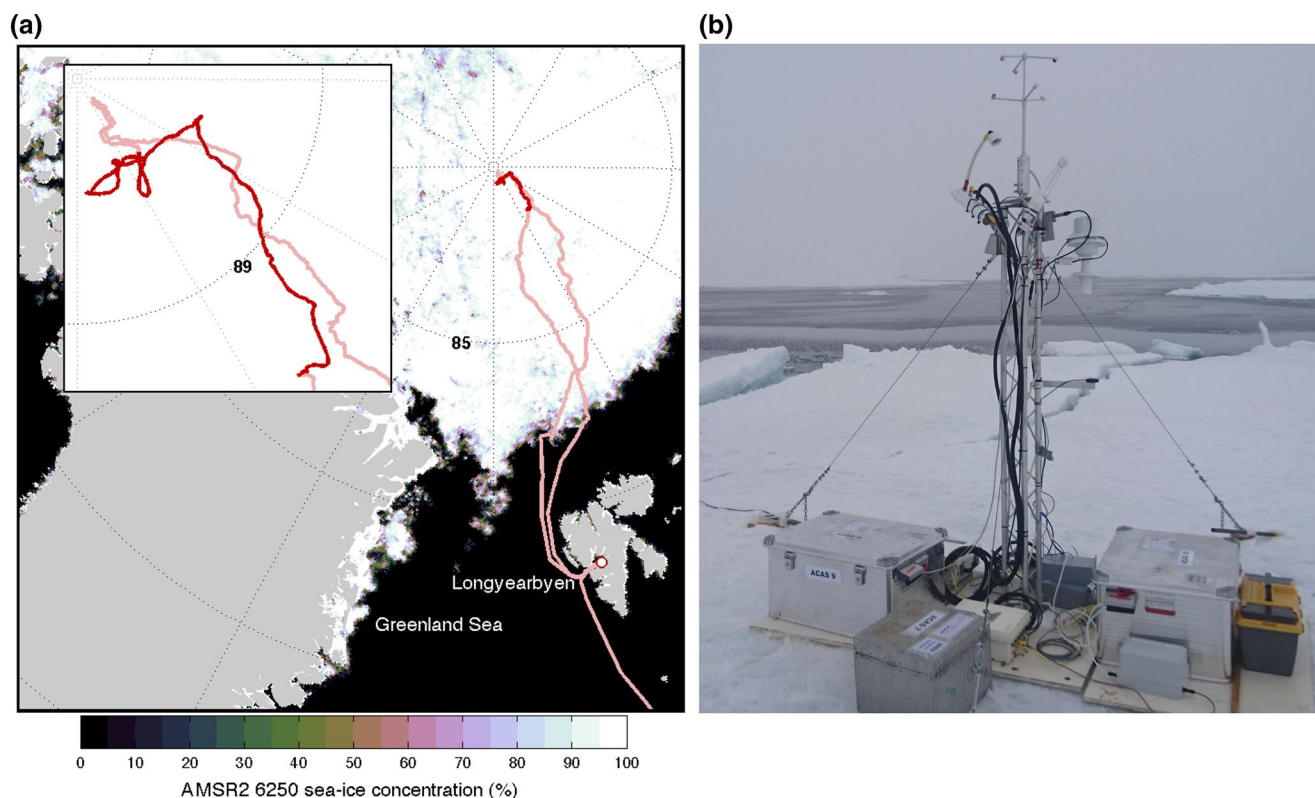 (a)
(b)
89
85
Longyearbyen
Greenland Sea
0 10 20 30 40 50 60 70 80 90 100
AMSR2 6250 sea-ice concentration (%)
ACAS 9